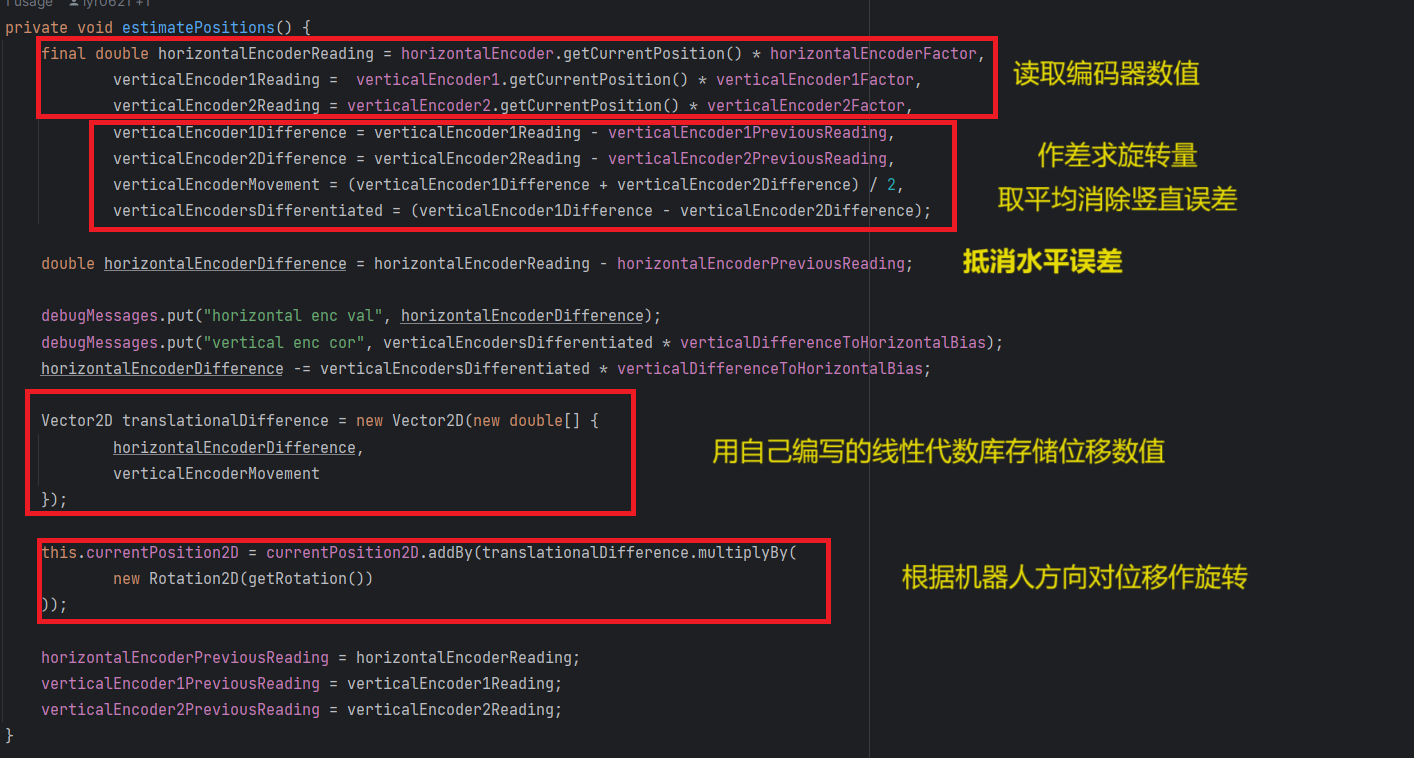 1 usage lyr0621 +1
private void estimatePositions() {
final double horizontalEncoderReading = horizontalEncoder.getCurrentPosition() * horizontalEncoderFactor,
读取编码器数值
verticalEncoder1Reading =  verticalEncoder1.getCurrentPosition() * verticalEncoder1Factor,
verticalEncoder2Reading = verticalEncoder2.getCurrentPosition() * verticalEncoder2Factor,
verticalEncoder1Difference = verticalEncoder1Reading - verticalEncoder1PreviousReading,
作差求旋转量
verticalEncoder2Difference = verticalEncoder2Reading - verticalEncoder2PreviousReading,
verticalEncoderMovement = (verticalEncoder1Difference + verticalEncoder2Difference) / 2,
取平均消除竖直误差
verticalEncodersDifferentiated = (verticalEncoder1Difference - verticalEncoder2Difference);
double horizontalEncoderDifference = horizontalEncoderReading - horizontalEncoderPreviousReading;
抵消水平误差
debugMessages.put("horizontal enc val", horizontalEncoderDifference);
debugMessages.put("vertical enc cor", verticalEncodersDifferentiated * verticalDifferenceToHorizontalBias);
horizontalEncoderDifference -= verticalEncodersDifferentiated * verticalDifferenceToHorizontalBias;
Vector2D translationalDifference = new Vector2D(new double[] {
horizontalEncoderDifference,
用自己编写的线性代数库存储位移数值
verticalEncoderMovement
});
this.currentPosition2D = currentPosition2D.addBy(translationalDifference.multiplyBy(
new Rotation2D(getRotation())
根据机器人方向对位移作旋转
));
horizontalEncoderPreviousReading = horizontalEncoderReading;
verticalEncoder1PreviousReading = verticalEncoder1Reading;
verticalEncoder2PreviousReading = verticalEncoder2Reading;
}